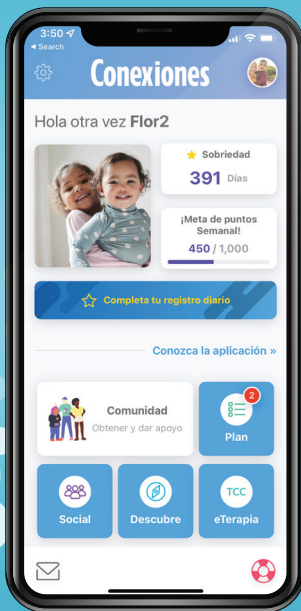 3:50
Search
Conexiones
Hola otra vez Flor2
Sobriedad
391 Días
¡Meta de puntos
Semanal!
450 / 1,000
Completa tu registro diario
Conozca la aplicación »
Comunidad
Obtener y dar apoyo
2
Plan
Social
Descubre
TCC
eTerapia